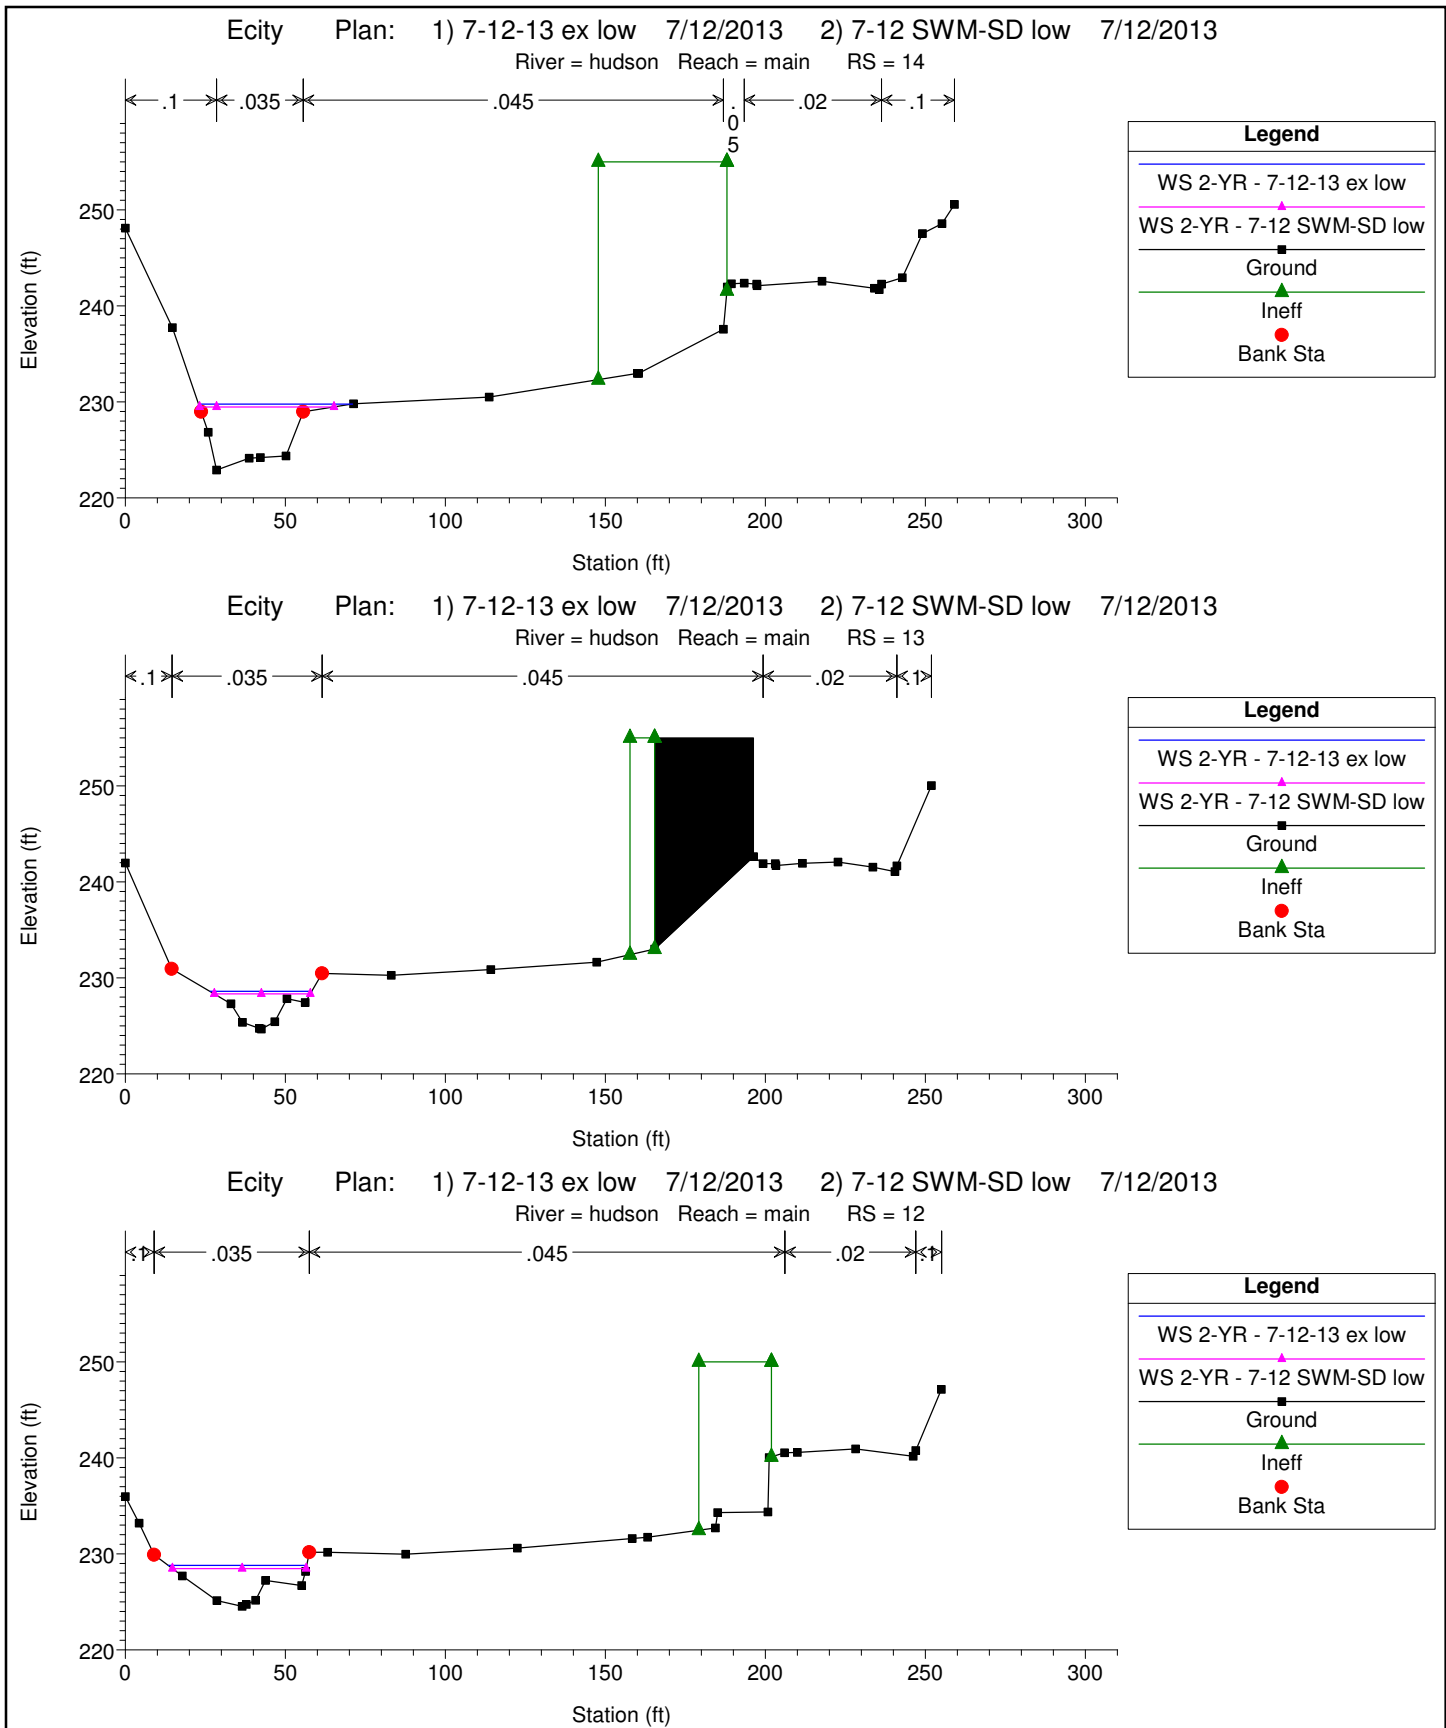 Ecity Plan: 1) 7-12-13 ex low 7/12/2013 2) 7-12 SWM-SD low 7/12/2013
River = hudson Reach = main RS = 14
.1 .035 .045 .05 .02 .1
Legend
WS 2-YR - 7-12-13 ex low
WS 2-YR - 7-12 SWM-SD low
Ground
Ineff
Bank Sta
Elevation (ft)
250
240
230
220
0 50 100 150 200 250 300
Station (ft)
Ecity Plan: 1) 7-12-13 ex low 7/12/2013 2) 7-12 SWM-SD low 7/12/2013
River = hudson Reach = main RS = 13
.1 .035 .045 .02 .1
Legend
WS 2-YR - 7-12-13 ex low
WS 2-YR - 7-12 SWM-SD low
Ground
Ineff
Bank Sta
Elevation (ft)
250
240
230
220
0 50 100 150 200 250 300
Station (ft)
Ecity Plan: 1) 7-12-13 ex low 7/12/2013 2) 7-12 SWM-SD low 7/12/2013
River = hudson Reach = main RS = 12
.1 .035 .045 .02 .1
Legend
WS 2-YR - 7-12-13 ex low
WS 2-YR - 7-12 SWM-SD low
Ground
Ineff
Bank Sta
Elevation (ft)
250
240
230
220
0 50 100 150 200 250 300
Station (ft)